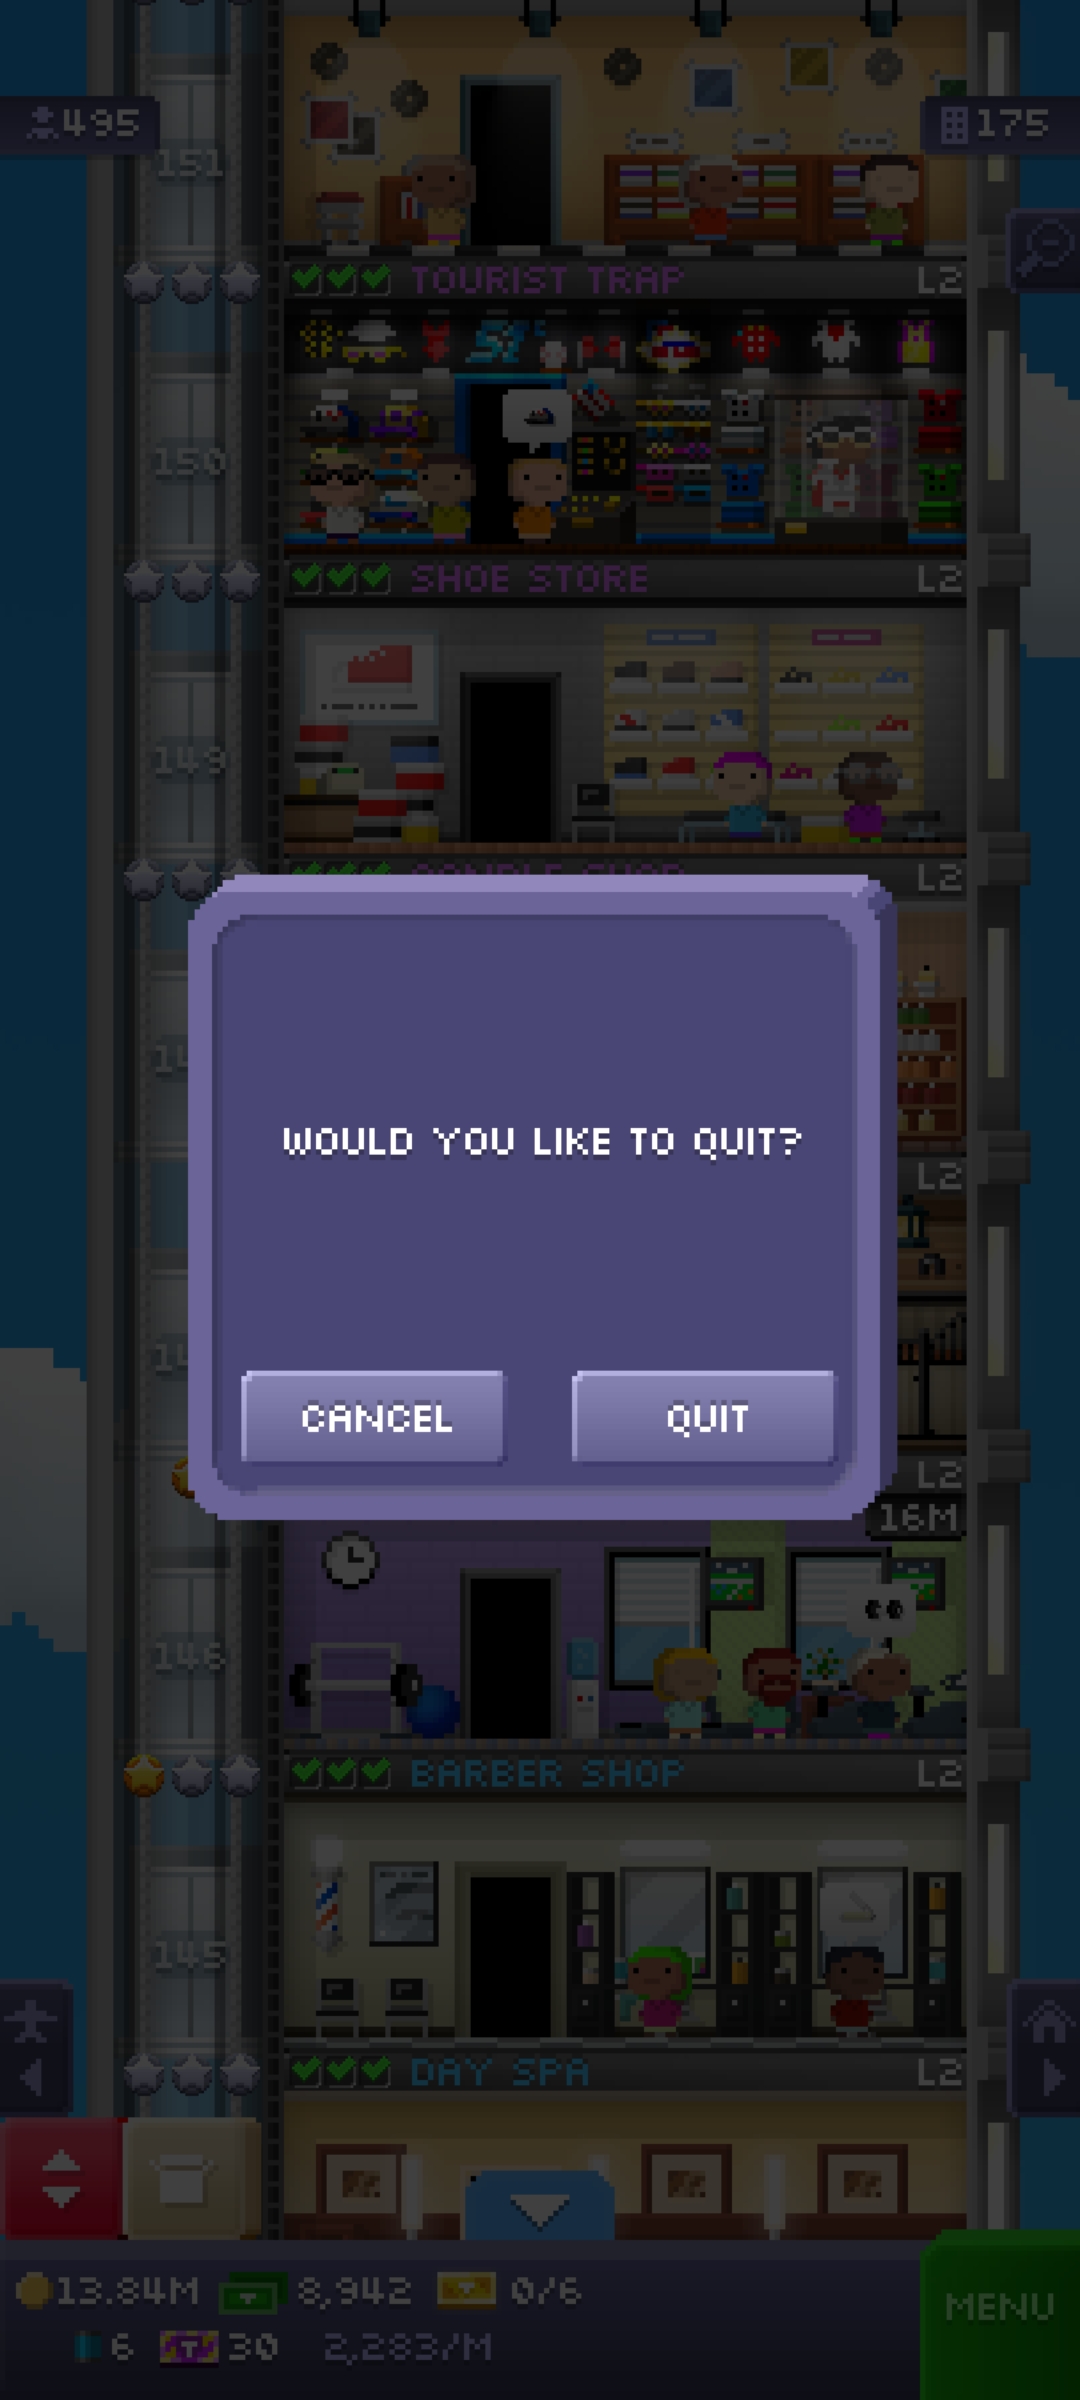 495
175
151
TOURIST TRAP L2
150
SHOE STORE L2
149
L2
L2
WOULD YOU LIKE TO QUIT?
CANCEL
QUIT
L2
16M
146
BARBER SHOP L2
145
DAY SPA L2
13.84M 8,942 0/6
MENU
6 T 30 2,283/M